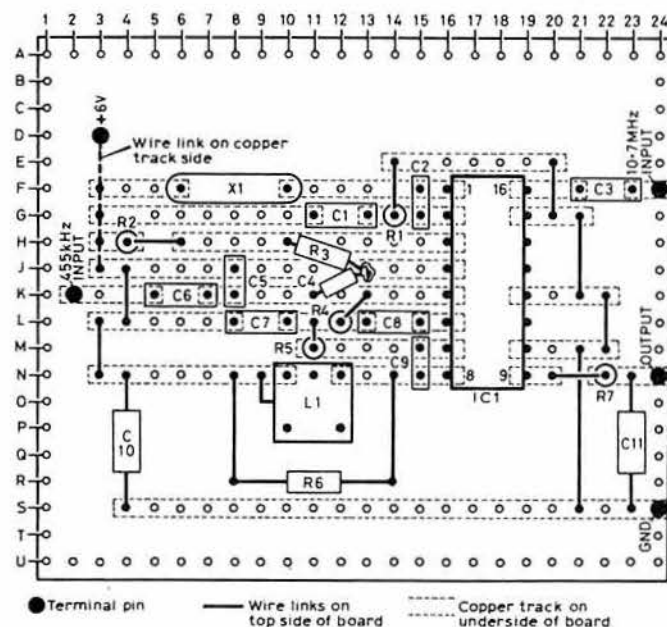 1 2 3 4 5 6 7 8 9 10 11 12 13 14 15 16 17 18 19 20 21 22 23 24
A
B
C
D
E
F
G
H
J
K
L
M
N
O
P
Q
R
S
T
U
+6V
Wire link on copper
track side
10·7MHz
INPUT
C2
X1
1 16
C3
C1
R1
R2
R3
455kHz
INPUT
C4
C5
C6
R4
C7
C8
R5
C9
OUTPUT
8 9
IC1
L1
R7
C
10
C11
R6
GND
Terminal pin
Wire links on
top side of board
Copper track on
underside of board